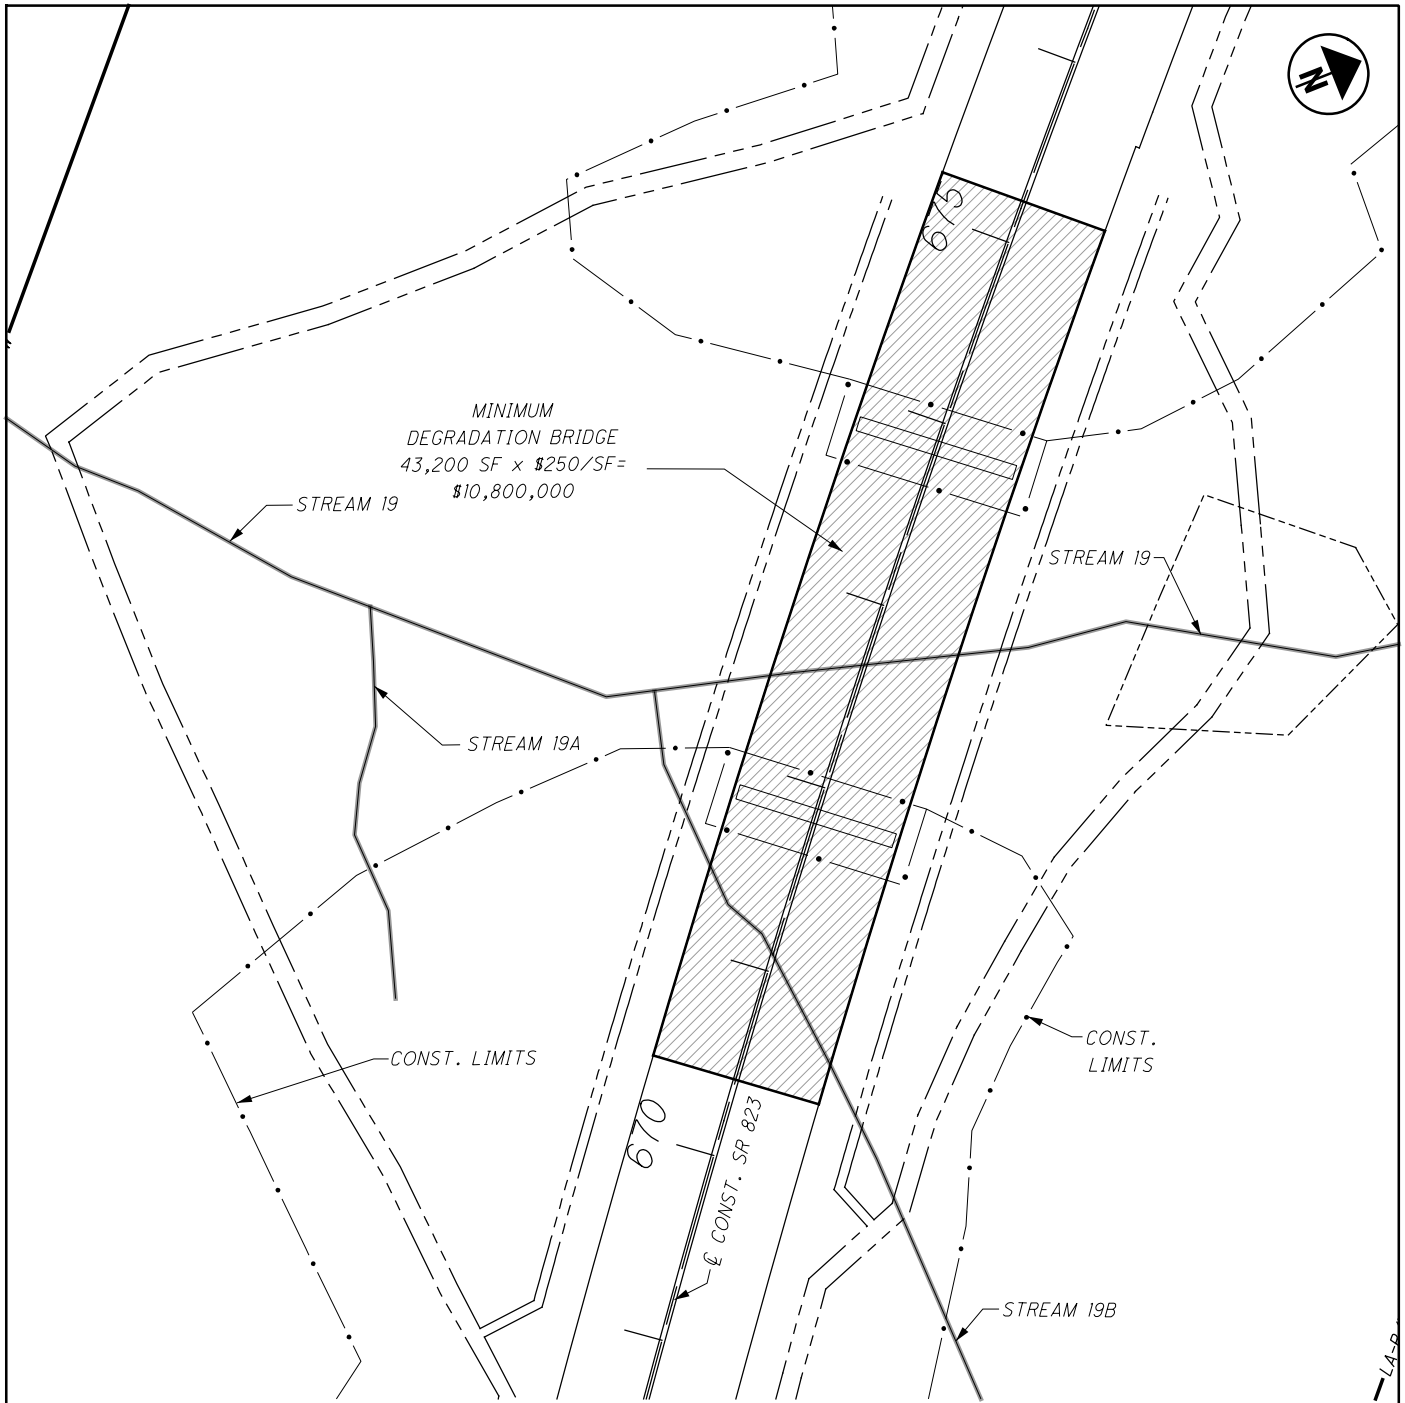 N
673
MINIMUM
DEGRADATION BRIDGE
43,200 SF x $250/SF=
$10,800,000
STREAM 19
STREAM 19
STREAM 19A
CONST. LIMITS
CONST.
LIMITS
670
℄ CONST. SR 823
STREAM 19B